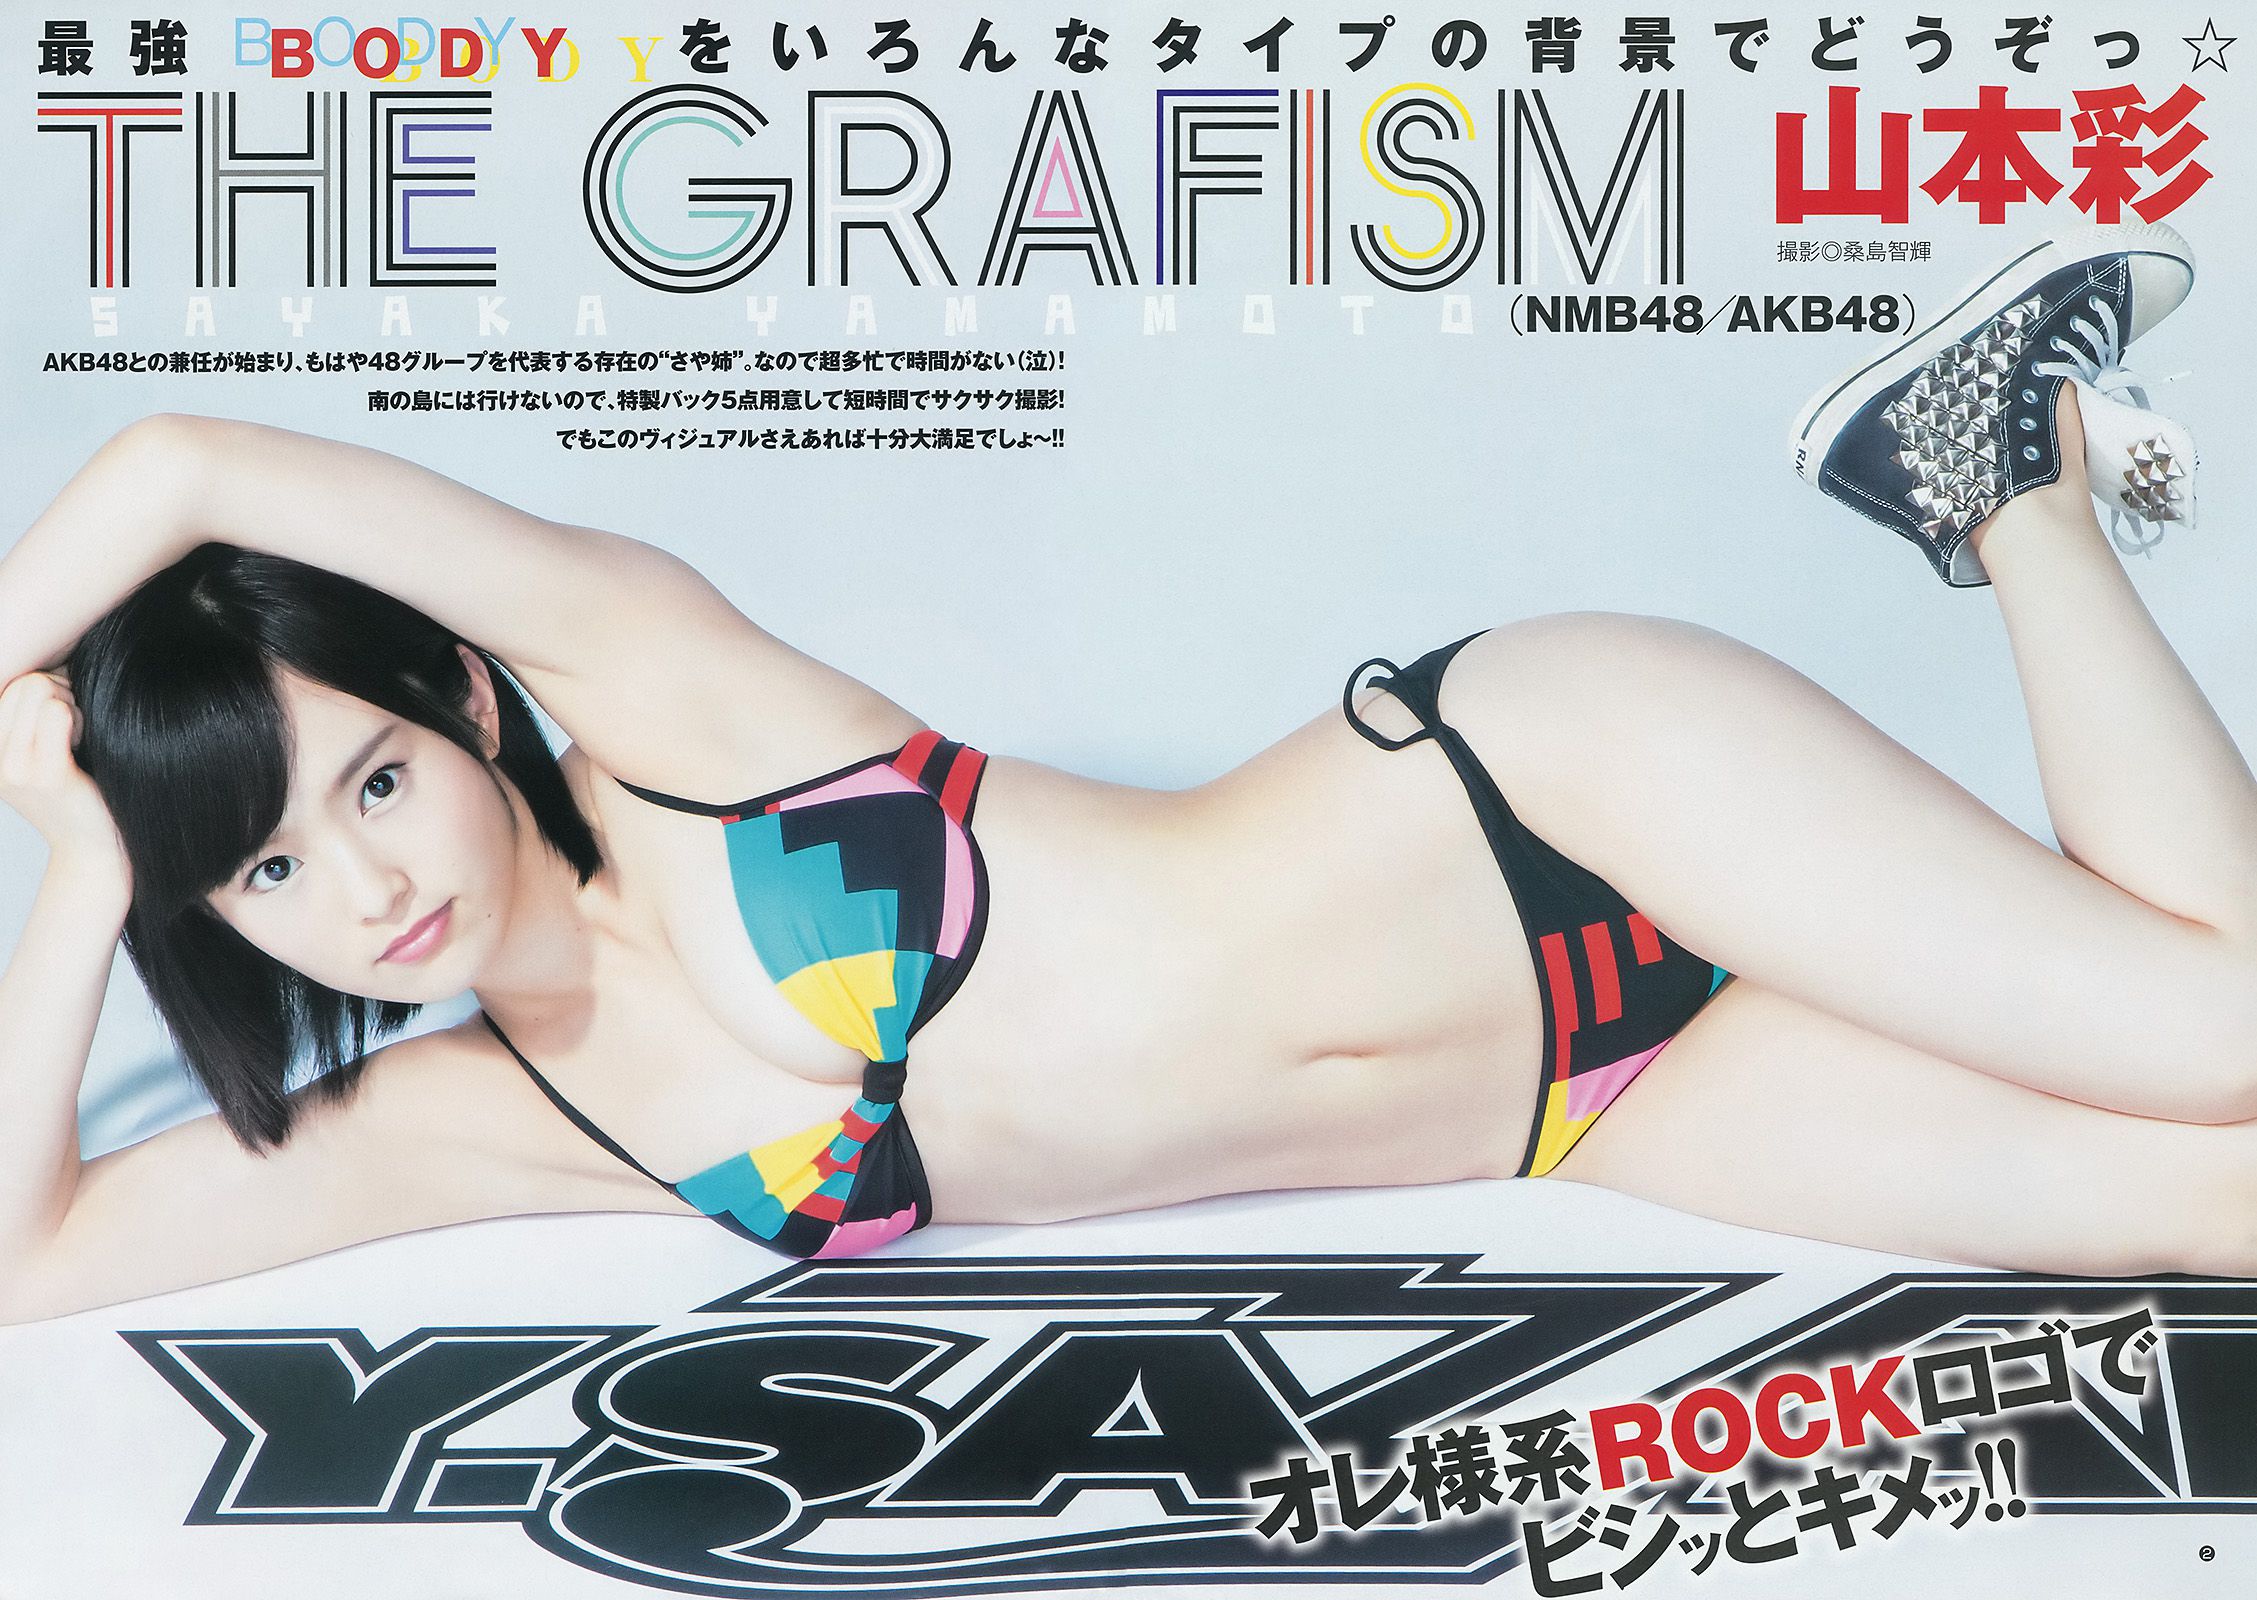 最強BODYをいろんなタイプの背景でどうぞっ☆
BODY
BODY
THE GRAFISM
山本彩
撮影◎桑島智輝
SAYAKA YAMAMOTO
（NMB48／AKB48）
AKB48との兼任が始まり、もはや48グループを代表する存在の“さや姉”。なので超多忙で時間がない（泣）！
南の島には行けないので、特製バック5点用意して短時間でサクサク撮影！
でもこのヴィジュアルさえあれば十分大満足でしょ〜!!
RN
Y.SA
オレ様系ROCKロゴで
ビシッとキメッ!!
2